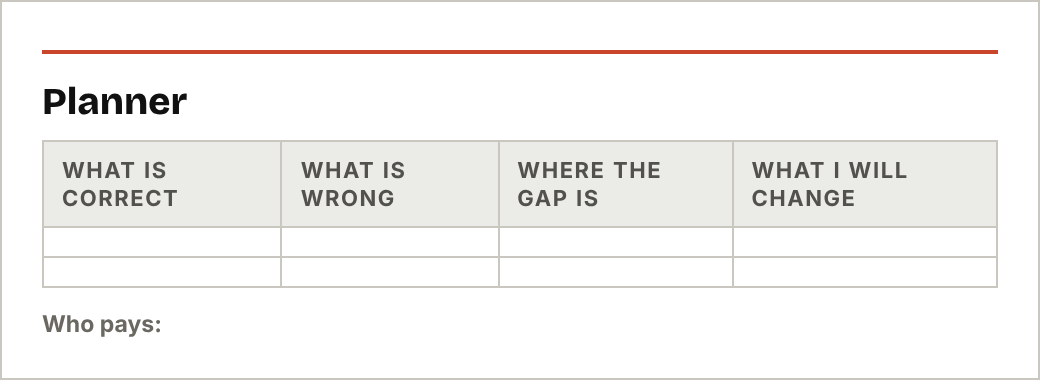 Planner
WHAT IS
CORRECT
WHAT IS
WRONG
WHERE THE
GAP IS
WHAT I WILL
CHANGE
Who pays: